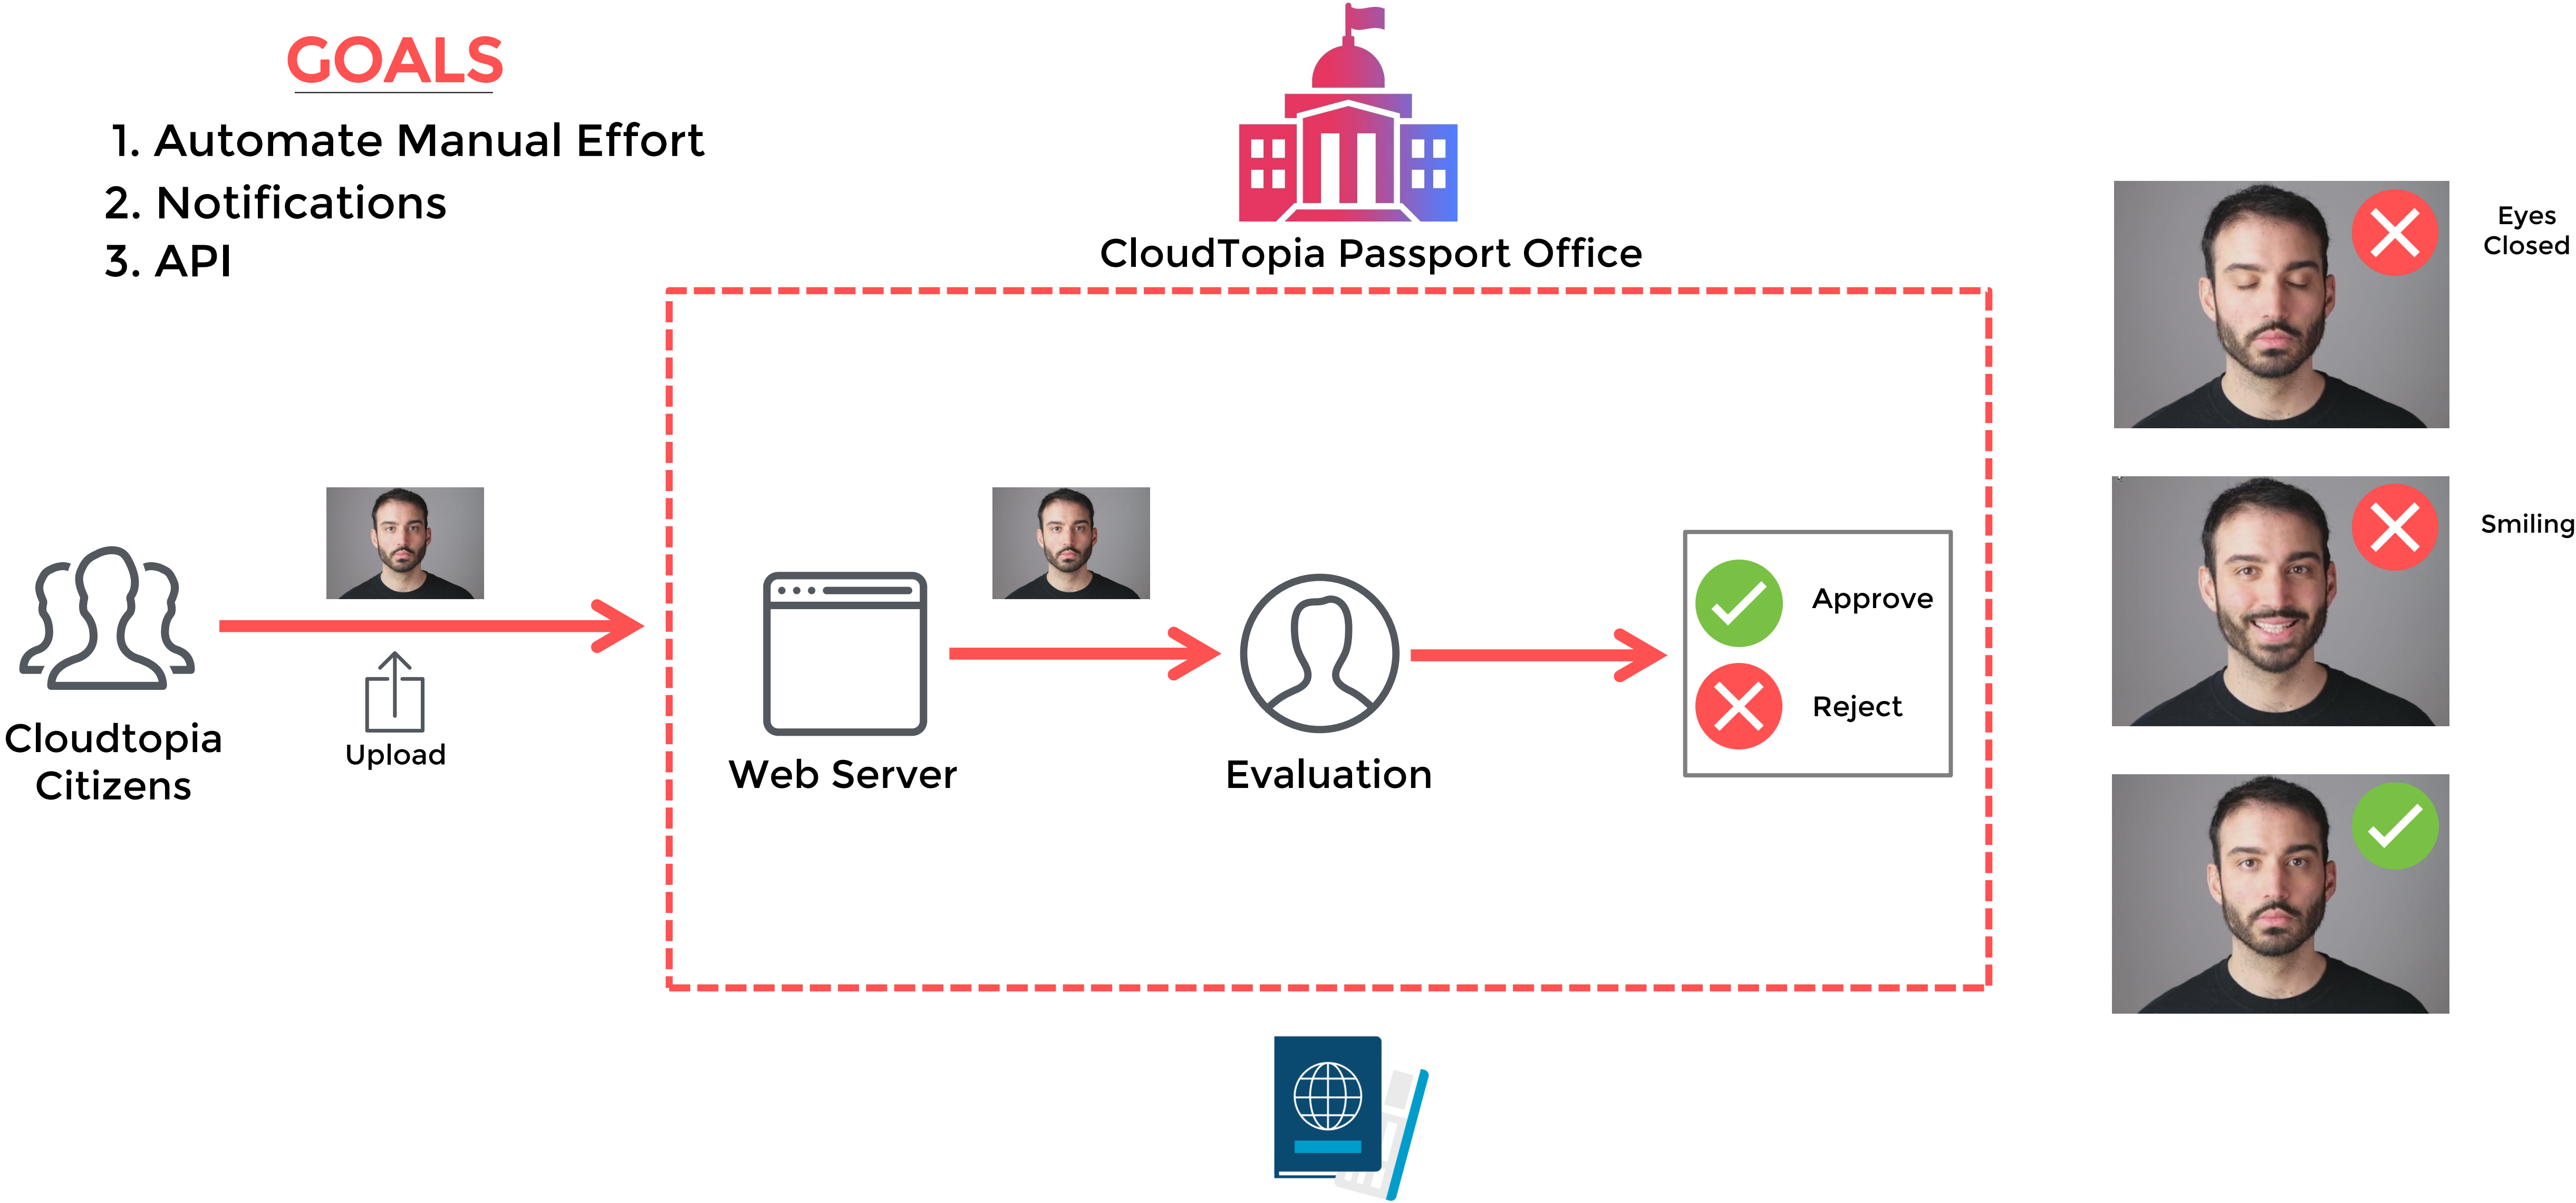 GOALS
1. Automate Manual Effort
2. Notifications
3. API
CloudTopia Passport Office
Eyes
Closed
Smiling
Cloudtopia
Citizens
Upload
Web Server
Evaluation
Approve
Reject